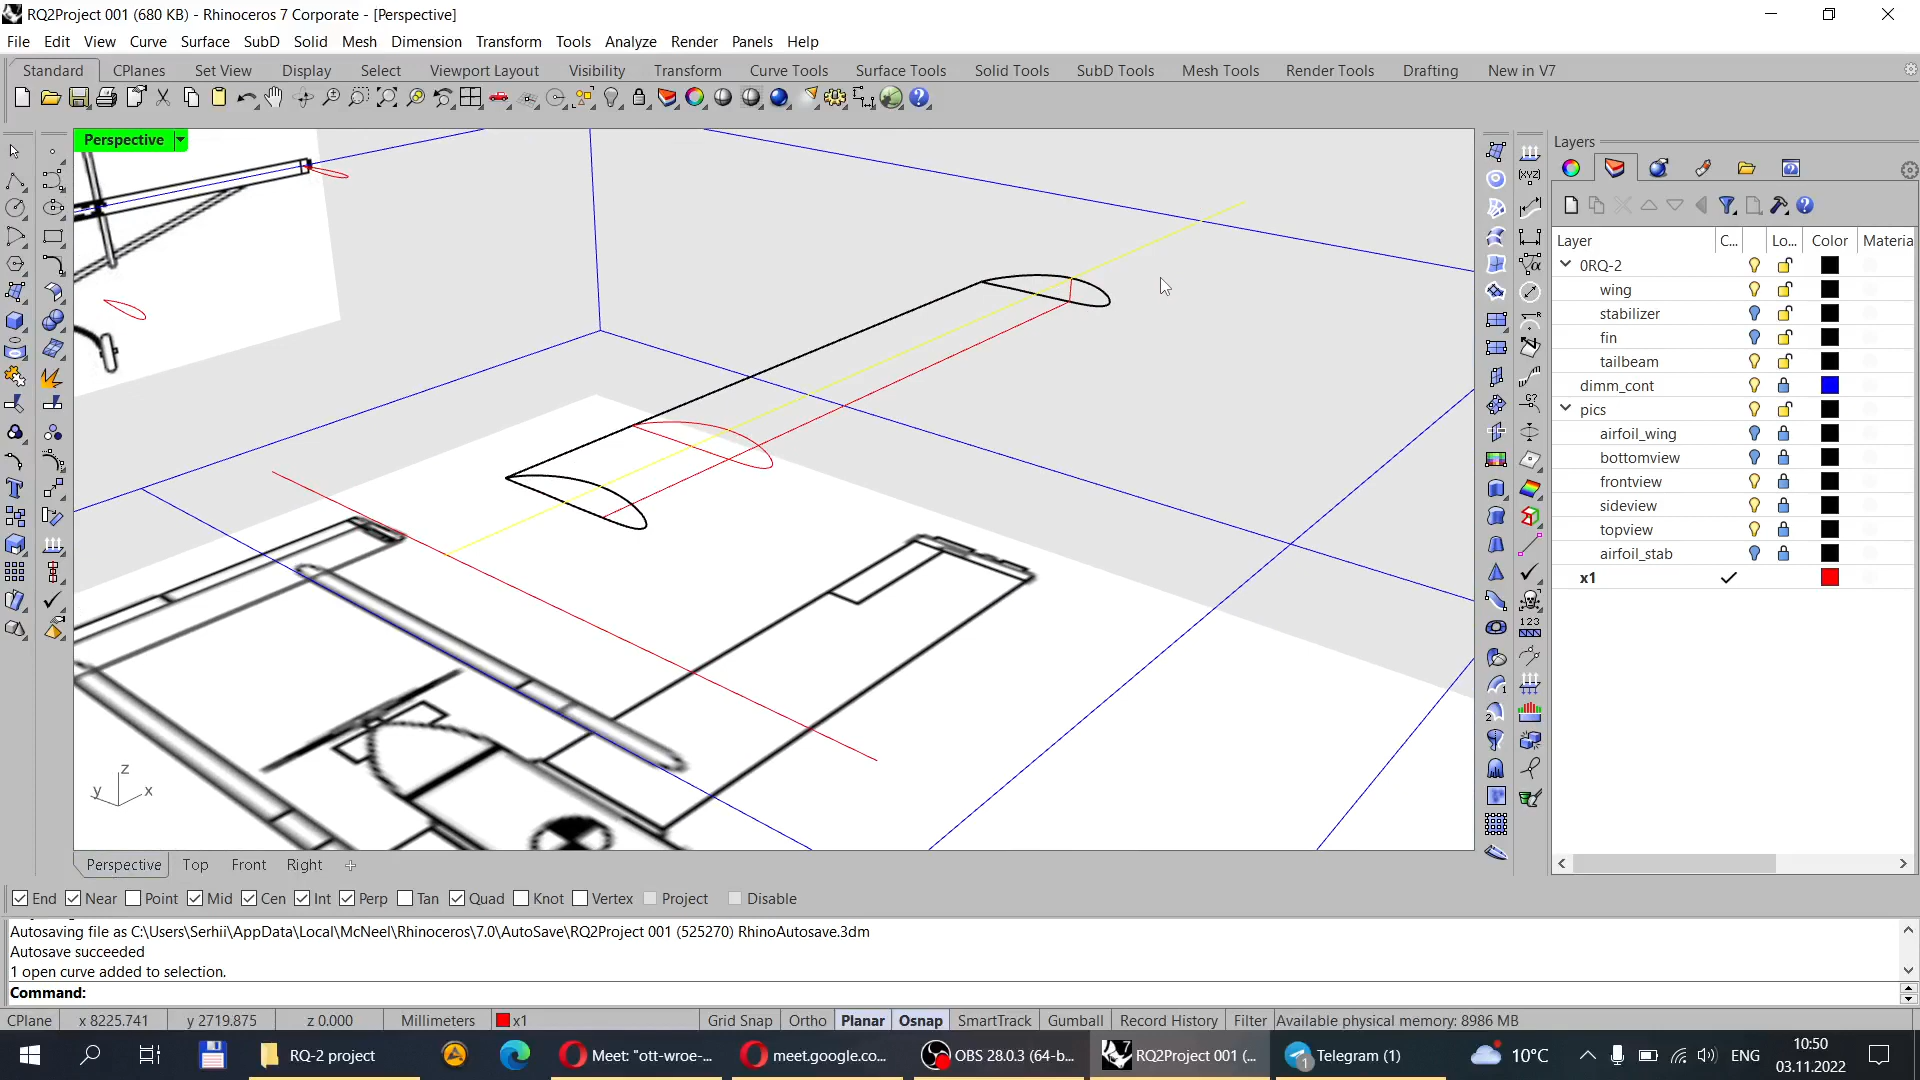 RQ2Project 001 (680 KB) - Rhinoceros 7 Corporate - [Perspective]
File Edit View Curve Surface SubD Solid Mesh Dimension Transform Tools Analyze Render Panels Help
Standard CPlanes Set View Display Select Viewport Layout Visibility Transform Curve Tools Surface Tools Solid Tools SubD Tools Mesh Tools Render Tools Drafting New in V7
Perspective
Layers
Layer C... Lo... Color Materia
0RQ-2
wing
stabilizer
fin
tailbeam
dimm_cont
pics
airfoil_wing
bottomview
frontview
sideview
topview
airfoil_stab
x1
z
y x
Perspective Top Front Right
End Near Point Mid Cen Int Perp Tan Quad Knot Vertex Project Disable
Autosaving file as C:\Users\Serhii\AppData\Local\McNeel\Rhinoceros\7.0\AutoSave\RQ2Project 001 (525270) RhinoAutosave.3dm
Autosave succeeded
1 open curve added to selection.
Command:
CPlane x 8225.741 y 2719.875 z 0.000 Millimeters x1 Grid Snap Ortho Planar Osnap SmartTrack Gumball Record History Filter Available physical memory: 8986 MB
RQ-2 project Meet: "ott-wroe-... meet.google.co... OBS 28.0.3 (64-b... RQ2Project 001 (... Telegram (1) 10°C ENG 10:50
03.11.2022